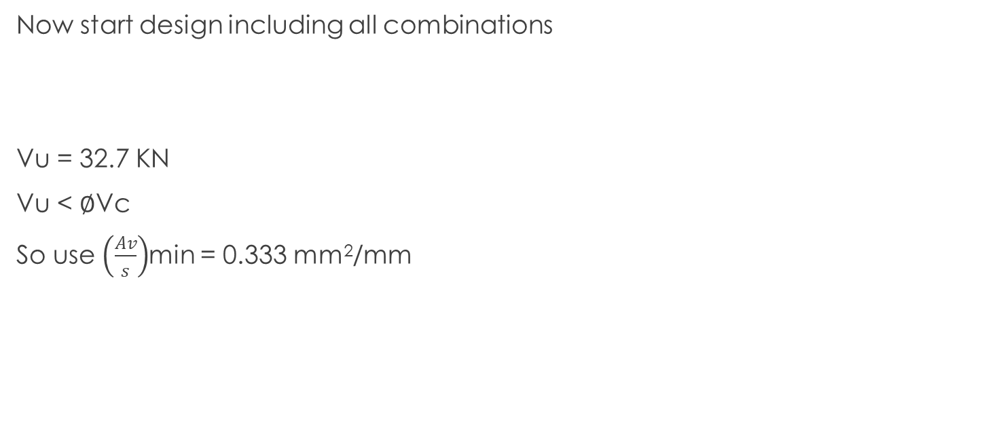 Now start design including all combinations
Vu = 32.7 KN
Vu < ∅Vc
So use (Av/s)min = 0.333 mm²/mm